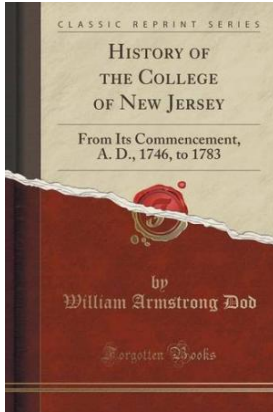 CLASSIC REPRINT SERIES
HISTORY OF
THE COLLEGE
OF NEW JERSEY
From Its Commencement,
A. D., 1746, to 1783
by
William Armstrong Dod
Forgotten Books